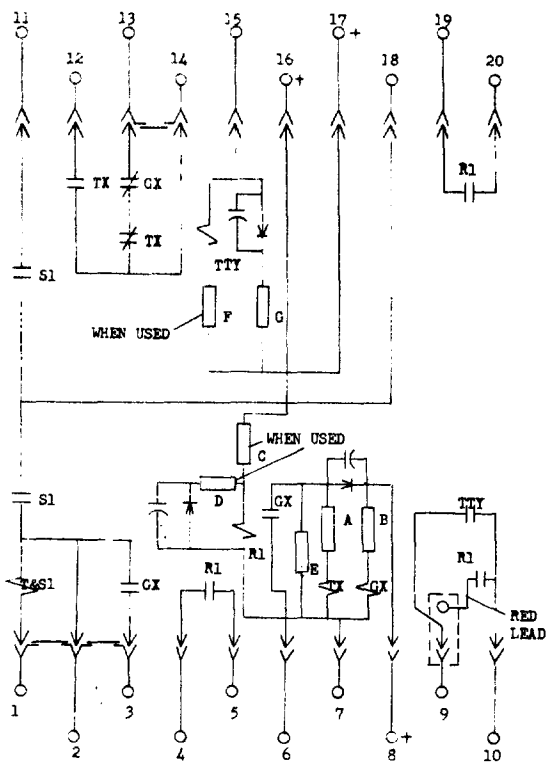 11
13
15
17
+
19
12
14
16
+
18
20
R1
TX
GX
TX
TTY
S1
WHEN USED
F
G
WHEN USED
C
S1
D
GX
TTY
A
B
R1
E
R1
R1
T&S1
GX
TX
GX
RED
LEAD
1
3
5
7
9
2
4
6
8
+
10